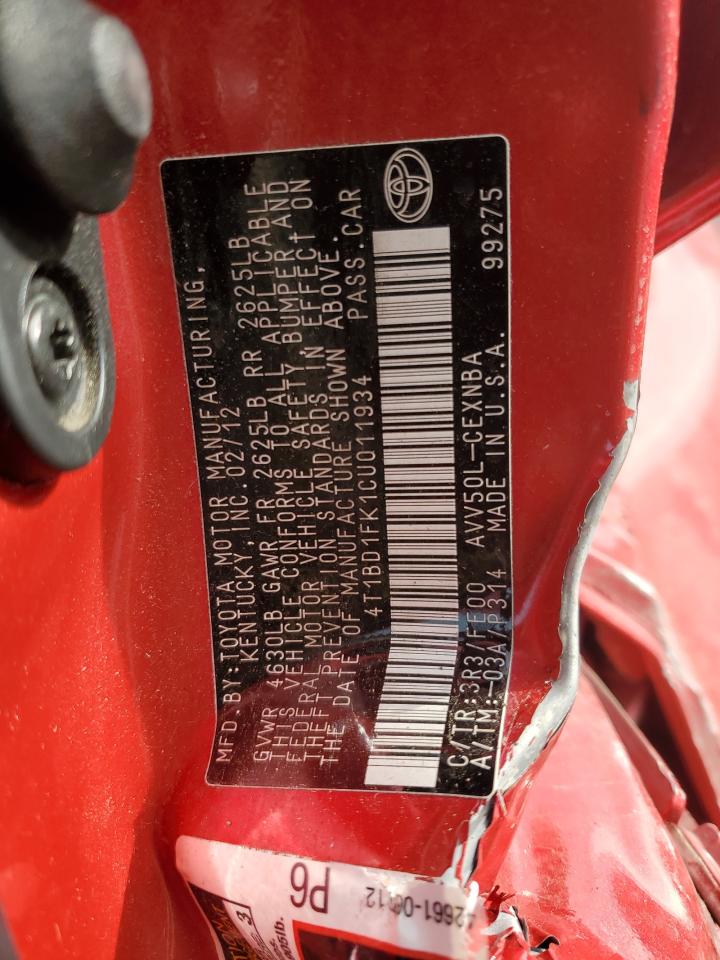 MFD. BY: TOYOTA MOTOR MANUFACTURING,
KENTUCKY INC. 02/12
GVWR 4630LB GAWR FR 2625LB RR 2625LB
THIS VEHICLE CONFORMS TO ALL APPLICABLE
FEDERAL MOTOR VEHICLE SAFETY, BUMPER AND
THEFT PREVENTION STANDARDS IN EFFECT ON
THE DATE OF MANUFACTURE SHOWN ABOVE.
4T1BD1FK1CU011934 PASS. CAR
C/TR: 3R3/FE00 AVV50L-CEXNBA 99275
A/TM: -03A/P314 MADE IN U.S.A.
P6
3